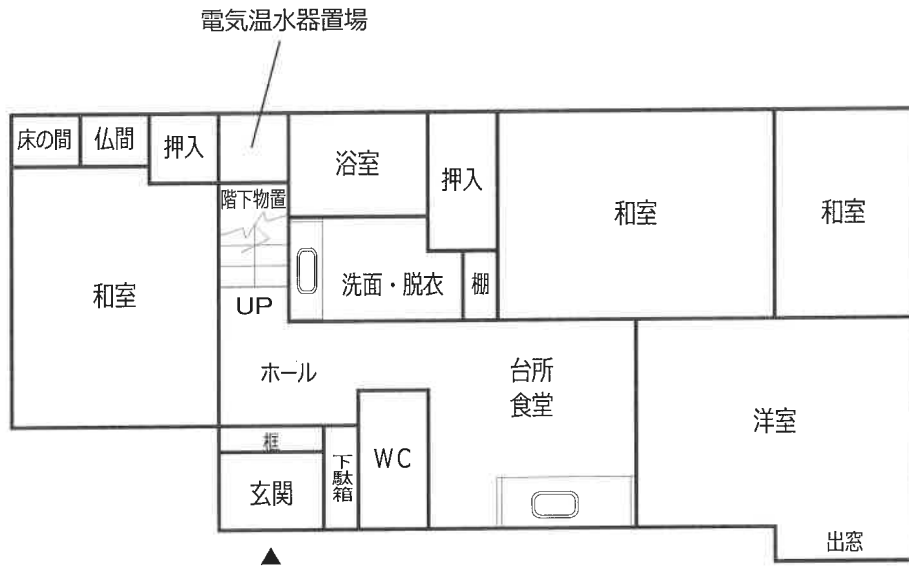 電気温水器置場
床の間
仏間
押入
階下物置
浴室
押入
和室
和室
和室
洗面・脱衣
棚
UP
ホール
台所
食堂
洋室
框
玄関
下駄箱
WC
出窓